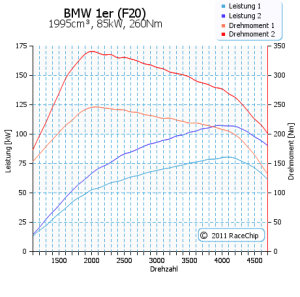 BMW 1er (F20)
1995cm³, 85kW, 260Nm
Leistung 1
Leistung 2
Drehmoment 1
Drehmoment 2
175
150
125
100
75
50
25
0
Leistung [kW]
350
300
250
200
150
100
50
0
Drehmoment [Nm]
1500
2000
2500
3000
3500
4000
4500
Drehzahl
© 2011 RaceChip